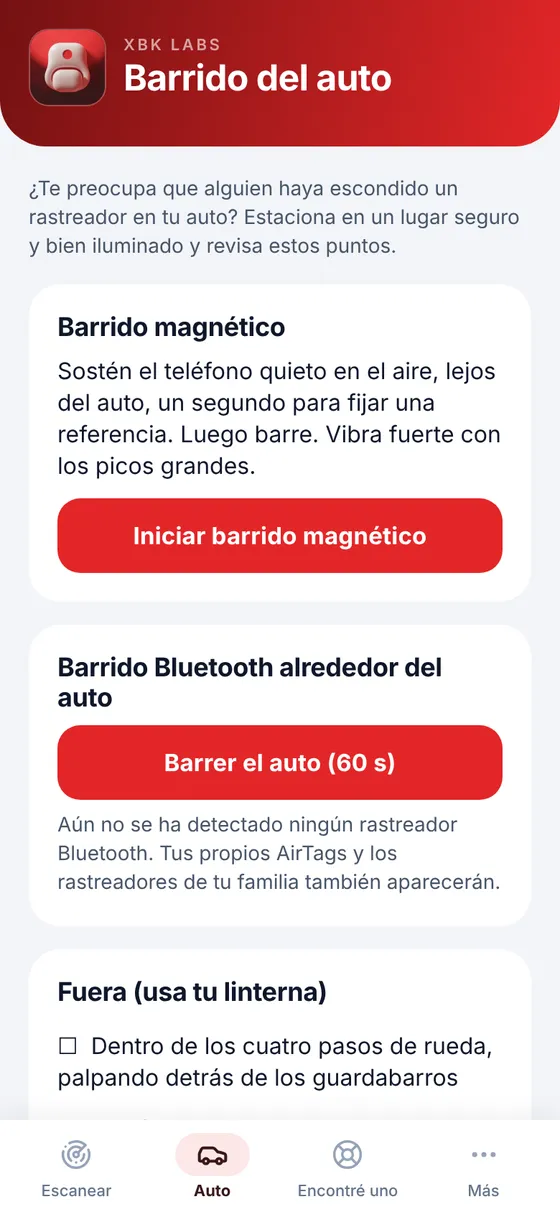 XBK LABS
Barrido del auto
¿Te preocupa que alguien haya escondido un
rastreador en tu auto? Estaciona en un lugar seguro
y bien iluminado y revisa estos puntos.
Barrido magnético
Sostén el teléfono quieto en el aire, lejos
del auto, un segundo para fijar una
referencia. Luego barre. Vibra fuerte con
los picos grandes.
Iniciar barrido magnético
Barrido Bluetooth alrededor del
auto
Barrer el auto (60 s)
Aún no se ha detectado ningún rastreador
Bluetooth. Tus propios AirTags y los
rastreadores de tu familia también aparecerán.
Fuera (usa tu linterna)
☐ Dentro de los cuatro pasos de rueda,
palpando detrás de los guardabarros
Escanear
Auto
Encontré uno
Más